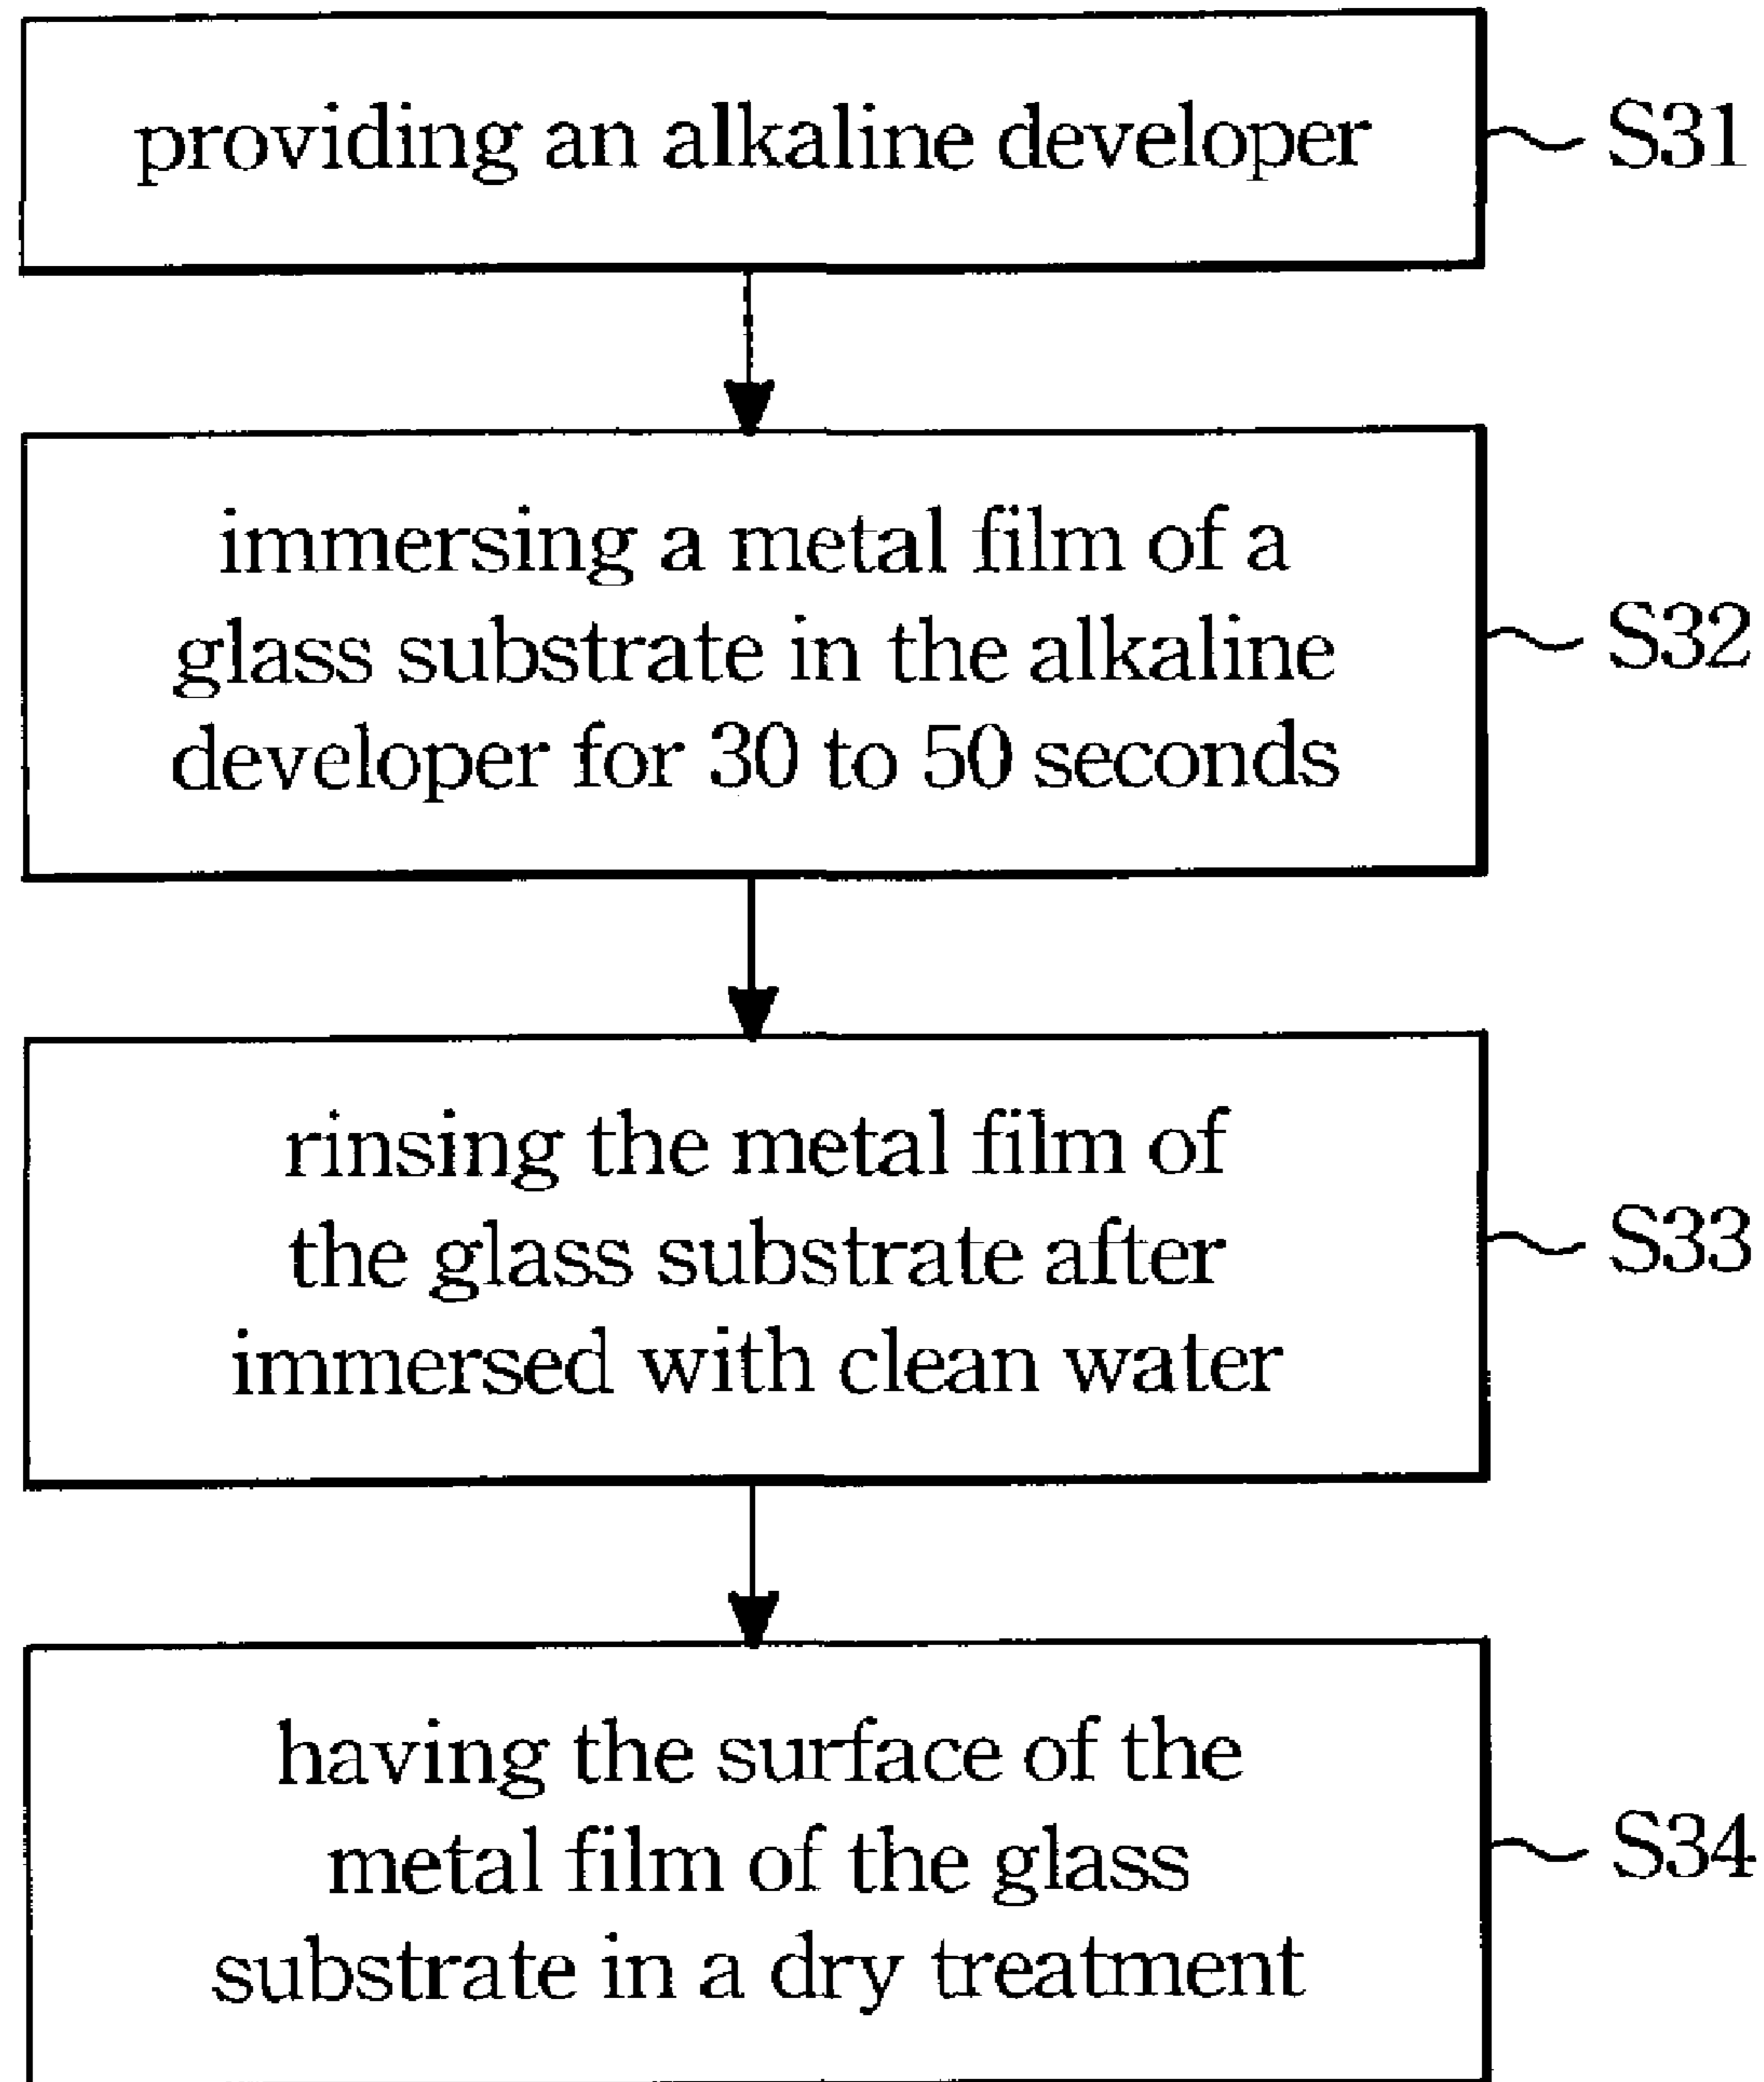 providing an alkaline developer
S31
immersing a metal film of a
glass substrate in the alkaline
developer for 30 to 50 seconds
S32
rinsing the metal film of
the glass substrate after
immersed with clean water
S33
having the surface of the
metal film of the glass
substrate in a dry treatment
S34